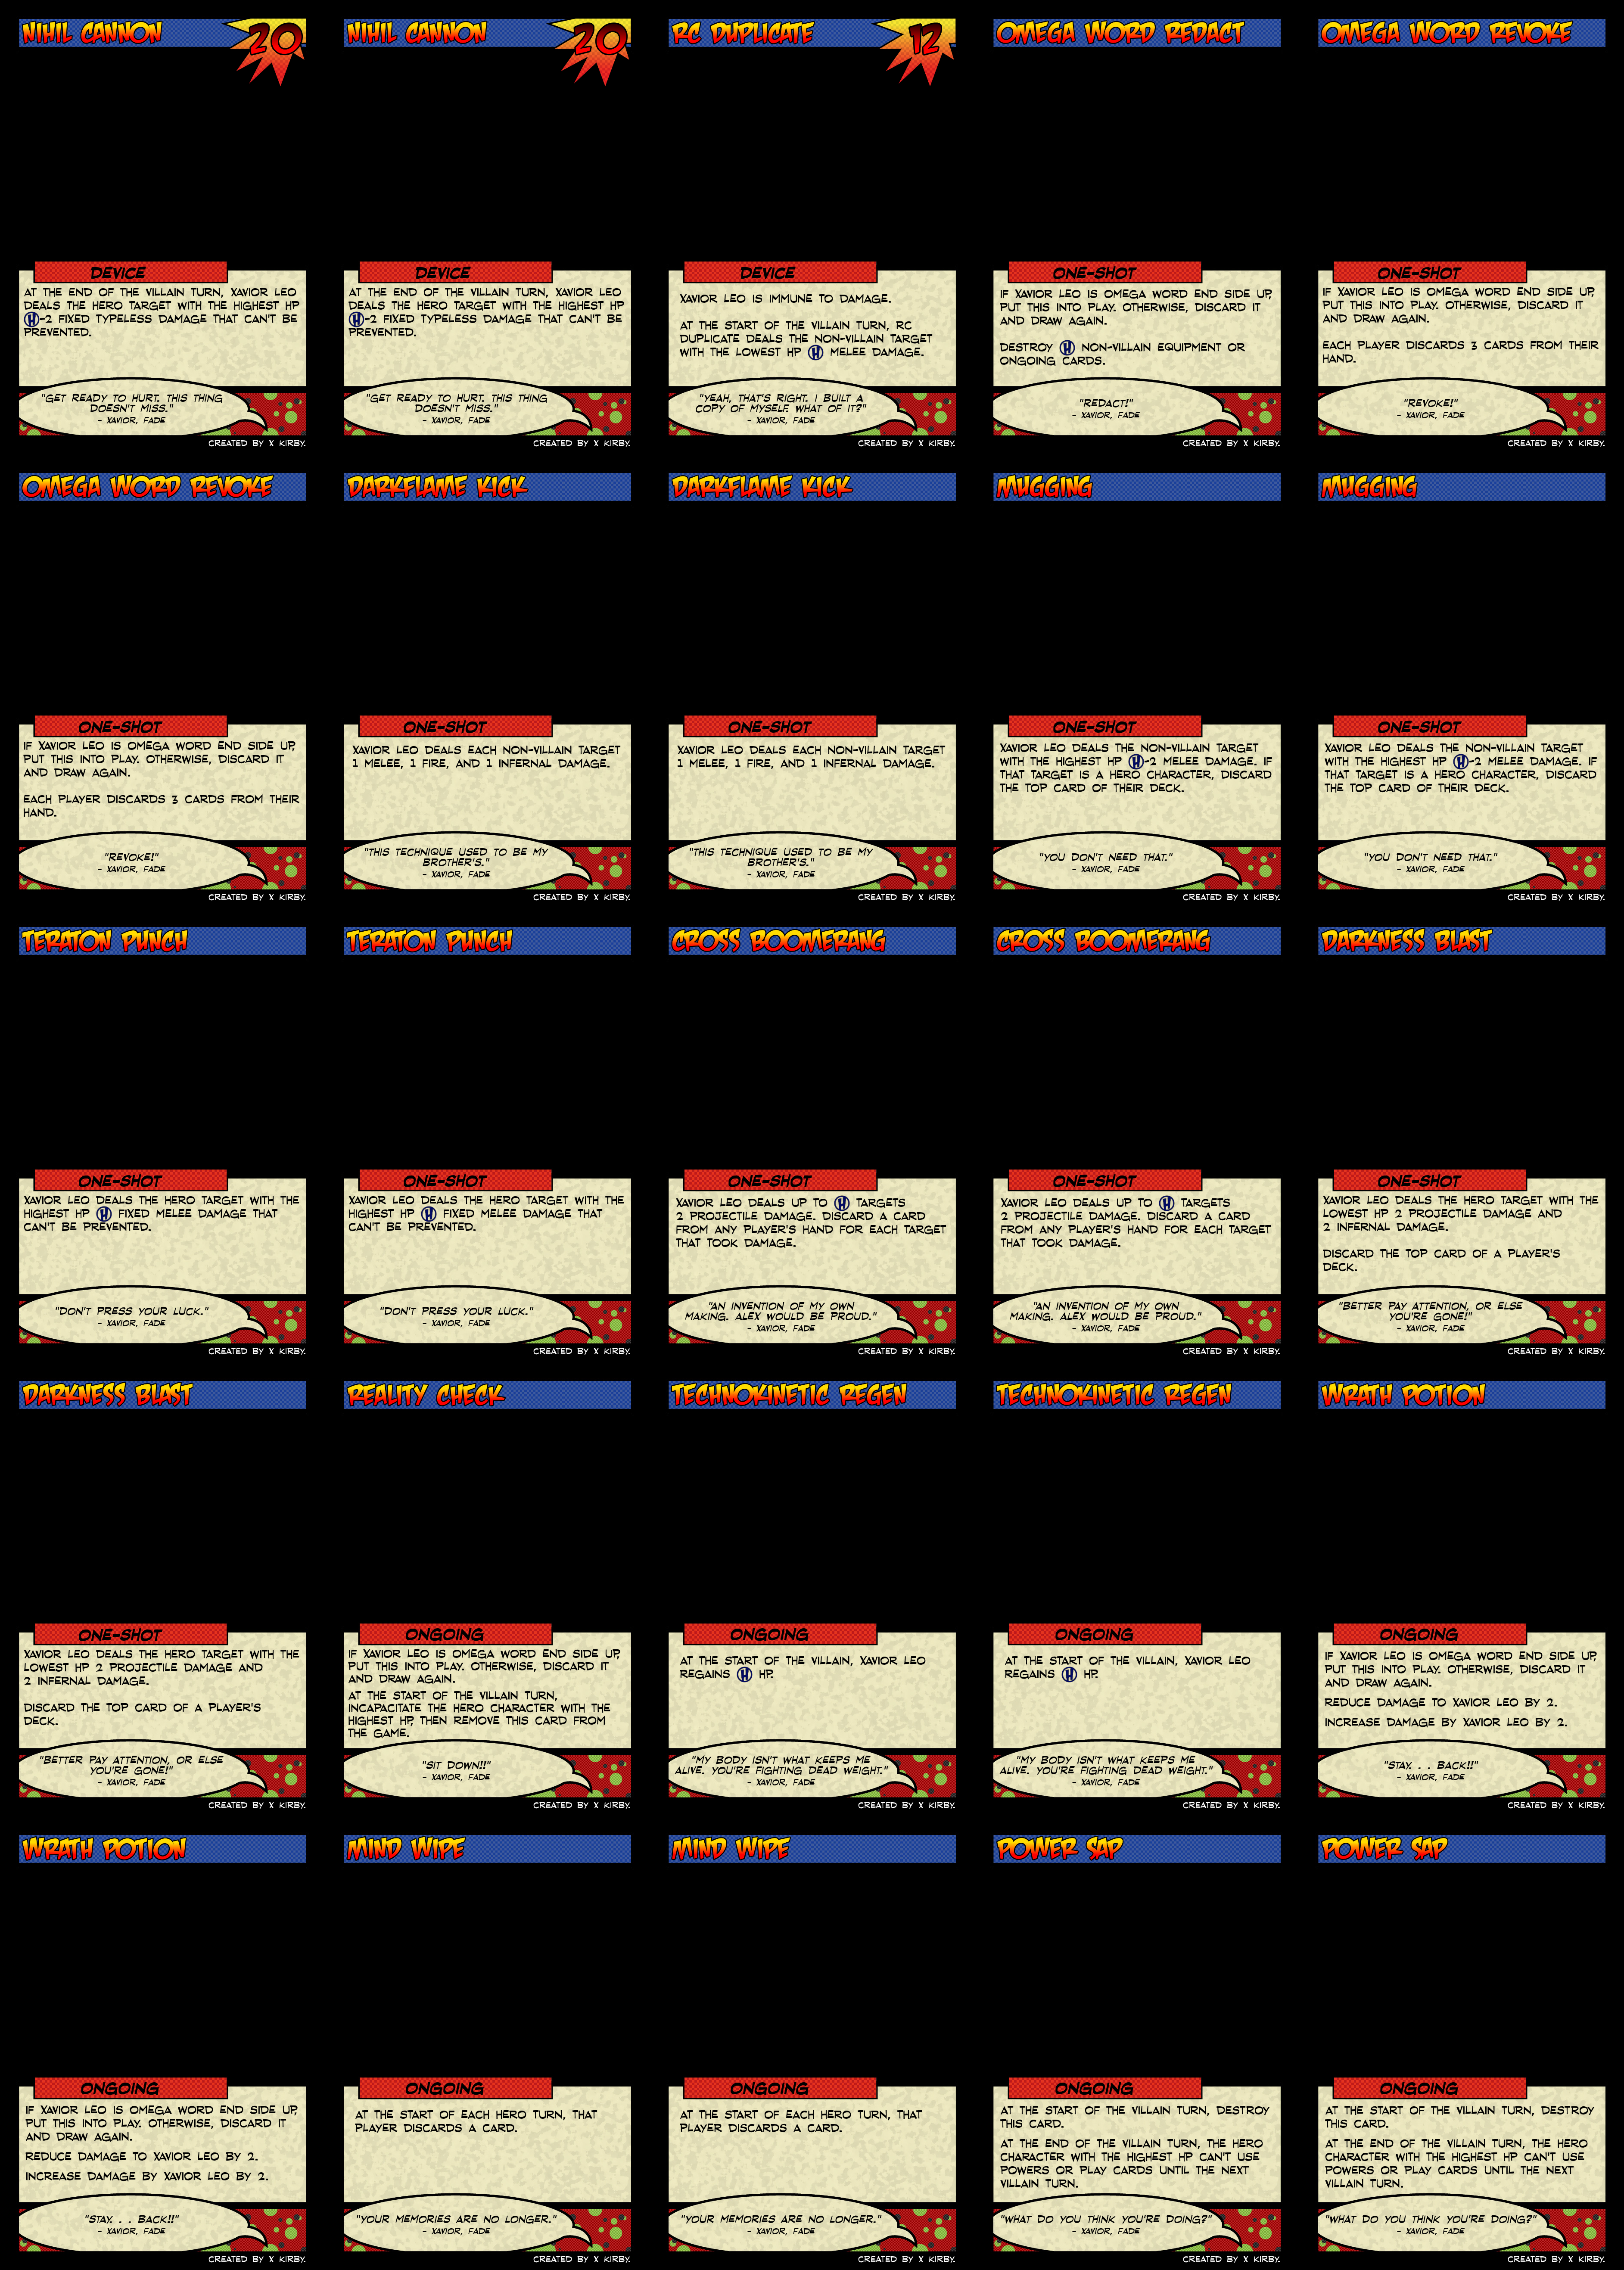 NIHIL CANNON
20
DEVICE
AT THE END OF THE VILLAIN TURN, XAVIOR LEO
DEALS THE HERO TARGET WITH THE HIGHEST HP
H-2 FIXED TYPELESS DAMAGE THAT CAN'T BE
PREVENTED.
"GET READY TO HURT. THIS THING
DOESN'T MISS."
- XAVIOR, FADE
CREATED BY X KIRBY.
NIHIL CANNON
20
DEVICE
AT THE END OF THE VILLAIN TURN, XAVIOR LEO
DEALS THE HERO TARGET WITH THE HIGHEST HP
H-2 FIXED TYPELESS DAMAGE THAT CAN'T BE
PREVENTED.
"GET READY TO HURT. THIS THING
DOESN'T MISS."
- XAVIOR, FADE
CREATED BY X KIRBY.
RC DUPLICATE
12
DEVICE
XAVIOR LEO IS IMMUNE TO DAMAGE.
AT THE START OF THE VILLAIN TURN, RC
DUPLICATE DEALS THE NON-VILLAIN TARGET
WITH THE LOWEST HP H MELEE DAMAGE.
"YEAH, THAT'S RIGHT. I BUILT A
COPY OF MYSELF. WHAT OF IT?"
- XAVIOR, FADE
CREATED BY X KIRBY.
OMEGA WORD REDACT
ONE-SHOT
IF XAVIOR LEO IS OMEGA WORD END SIDE UP,
PUT THIS INTO PLAY. OTHERWISE, DISCARD IT
AND DRAW AGAIN.
DESTROY H NON-VILLAIN EQUIPMENT OR
ONGOING CARDS.
"REDACT!"
- XAVIOR, FADE
CREATED BY X KIRBY.
OMEGA WORD REVOKE
ONE-SHOT
IF XAVIOR LEO IS OMEGA WORD END SIDE UP,
PUT THIS INTO PLAY. OTHERWISE, DISCARD IT
AND DRAW AGAIN.
EACH PLAYER DISCARDS 3 CARDS FROM THEIR
HAND.
"REVOKE!"
- XAVIOR, FADE
CREATED BY X KIRBY.
OMEGA WORD REVOKE
ONE-SHOT
IF XAVIOR LEO IS OMEGA WORD END SIDE UP,
PUT THIS INTO PLAY. OTHERWISE, DISCARD IT
AND DRAW AGAIN.
EACH PLAYER DISCARDS 3 CARDS FROM THEIR
HAND.
"REVOKE!"
- XAVIOR, FADE
CREATED BY X KIRBY.
DARKFLAME KICK
ONE-SHOT
XAVIOR LEO DEALS EACH NON-VILLAIN TARGET
1 MELEE, 1 FIRE, AND 1 INFERNAL DAMAGE.
"THIS TECHNIQUE USED TO BE MY
BROTHER'S."
- XAVIOR, FADE
CREATED BY X KIRBY.
DARKFLAME KICK
ONE-SHOT
XAVIOR LEO DEALS EACH NON-VILLAIN TARGET
1 MELEE, 1 FIRE, AND 1 INFERNAL DAMAGE.
"THIS TECHNIQUE USED TO BE MY
BROTHER'S."
- XAVIOR, FADE
CREATED BY X KIRBY.
MUGGING
ONE-SHOT
XAVIOR LEO DEALS THE NON-VILLAIN TARGET
WITH THE HIGHEST HP H-2 MELEE DAMAGE. IF
THAT TARGET IS A HERO CHARACTER, DISCARD
THE TOP CARD OF THEIR DECK.
"YOU DON'T NEED THAT."
- XAVIOR, FADE
CREATED BY X KIRBY.
MUGGING
ONE-SHOT
XAVIOR LEO DEALS THE NON-VILLAIN TARGET
WITH THE HIGHEST HP H-2 MELEE DAMAGE. IF
THAT TARGET IS A HERO CHARACTER, DISCARD
THE TOP CARD OF THEIR DECK.
"YOU DON'T NEED THAT."
- XAVIOR, FADE
CREATED BY X KIRBY.
TERATON PUNCH
ONE-SHOT
XAVIOR LEO DEALS THE HERO TARGET WITH THE
HIGHEST HP H FIXED MELEE DAMAGE THAT
CAN'T BE PREVENTED.
"DON'T PRESS YOUR LUCK."
- XAVIOR, FADE
CREATED BY X KIRBY.
TERATON PUNCH
ONE-SHOT
XAVIOR LEO DEALS THE HERO TARGET WITH THE
HIGHEST HP H FIXED MELEE DAMAGE THAT
CAN'T BE PREVENTED.
"DON'T PRESS YOUR LUCK."
- XAVIOR, FADE
CREATED BY X KIRBY.
CROSS BOOMERANG
ONE-SHOT
XAVIOR LEO DEALS UP TO H TARGETS
2 PROJECTILE DAMAGE. DISCARD A CARD
FROM ANY PLAYER'S HAND FOR EACH TARGET
THAT TOOK DAMAGE.
"AN INVENTION OF MY OWN
MAKING. ALEX WOULD BE PROUD."
- XAVIOR, FADE
CREATED BY X KIRBY.
CROSS BOOMERANG
ONE-SHOT
XAVIOR LEO DEALS UP TO H TARGETS
2 PROJECTILE DAMAGE. DISCARD A CARD
FROM ANY PLAYER'S HAND FOR EACH TARGET
THAT TOOK DAMAGE.
"AN INVENTION OF MY OWN
MAKING. ALEX WOULD BE PROUD."
- XAVIOR, FADE
CREATED BY X KIRBY.
DARKNESS BLAST
ONE-SHOT
XAVIOR LEO DEALS THE HERO TARGET WITH THE
LOWEST HP 2 PROJECTILE DAMAGE AND
2 INFERNAL DAMAGE.
DISCARD THE TOP CARD OF A PLAYER'S
DECK.
"BETTER PAY ATTENTION, OR ELSE
YOU'RE GONE!"
- XAVIOR, FADE
CREATED BY X KIRBY.
DARKNESS BLAST
ONE-SHOT
XAVIOR LEO DEALS THE HERO TARGET WITH THE
LOWEST HP 2 PROJECTILE DAMAGE AND
2 INFERNAL DAMAGE.
DISCARD THE TOP CARD OF A PLAYER'S
DECK.
"BETTER PAY ATTENTION, OR ELSE
YOU'RE GONE!"
- XAVIOR, FADE
CREATED BY X KIRBY.
REALITY CHECK
ONGOING
IF XAVIOR LEO IS OMEGA WORD END SIDE UP,
PUT THIS INTO PLAY. OTHERWISE, DISCARD IT
AND DRAW AGAIN.
AT THE START OF THE VILLAIN TURN,
INCAPACITATE THE HERO CHARACTER WITH THE
HIGHEST HP, THEN REMOVE THIS CARD FROM
THE GAME.
"SIT DOWN!!"
- XAVIOR, FADE
CREATED BY X KIRBY.
TECHNOKINETIC REGEN
ONGOING
AT THE START OF THE VILLAIN, XAVIOR LEO
REGAINS H HP.
"MY BODY ISN'T WHAT KEEPS ME
ALIVE. YOU'RE FIGHTING DEAD WEIGHT."
- XAVIOR, FADE
CREATED BY X KIRBY.
TECHNOKINETIC REGEN
ONGOING
AT THE START OF THE VILLAIN, XAVIOR LEO
REGAINS H HP.
"MY BODY ISN'T WHAT KEEPS ME
ALIVE. YOU'RE FIGHTING DEAD WEIGHT."
- XAVIOR, FADE
CREATED BY X KIRBY.
WRATH POTION
ONGOING
IF XAVIOR LEO IS OMEGA WORD END SIDE UP,
PUT THIS INTO PLAY. OTHERWISE, DISCARD IT
AND DRAW AGAIN.
REDUCE DAMAGE TO XAVIOR LEO BY 2.
INCREASE DAMAGE BY XAVIOR LEO BY 2.
"STAY. . . BACK!!"
- XAVIOR, FADE
CREATED BY X KIRBY.
WRATH POTION
ONGOING
IF XAVIOR LEO IS OMEGA WORD END SIDE UP,
PUT THIS INTO PLAY. OTHERWISE, DISCARD IT
AND DRAW AGAIN.
REDUCE DAMAGE TO XAVIOR LEO BY 2.
INCREASE DAMAGE BY XAVIOR LEO BY 2.
"STAY. . . BACK!!"
- XAVIOR, FADE
CREATED BY X KIRBY.
MIND WIPE
ONGOING
AT THE START OF EACH HERO TURN, THAT
PLAYER DISCARDS A CARD.
"YOUR MEMORIES ARE NO LONGER."
- XAVIOR, FADE
CREATED BY X KIRBY.
MIND WIPE
ONGOING
AT THE START OF EACH HERO TURN, THAT
PLAYER DISCARDS A CARD.
"YOUR MEMORIES ARE NO LONGER."
- XAVIOR, FADE
CREATED BY X KIRBY.
POWER SAP
ONGOING
AT THE START OF THE VILLAIN TURN, DESTROY
THIS CARD.
AT THE END OF THE VILLAIN TURN, THE HERO
CHARACTER WITH THE HIGHEST HP CAN'T USE
POWERS OR PLAY CARDS UNTIL THE NEXT
VILLAIN TURN.
"WHAT DO YOU THINK YOU'RE DOING?"
- XAVIOR, FADE
CREATED BY X KIRBY.
POWER SAP
ONGOING
AT THE START OF THE VILLAIN TURN, DESTROY
THIS CARD.
AT THE END OF THE VILLAIN TURN, THE HERO
CHARACTER WITH THE HIGHEST HP CAN'T USE
POWERS OR PLAY CARDS UNTIL THE NEXT
VILLAIN TURN.
"WHAT DO YOU THINK YOU'RE DOING?"
- XAVIOR, FADE
CREATED BY X KIRBY.